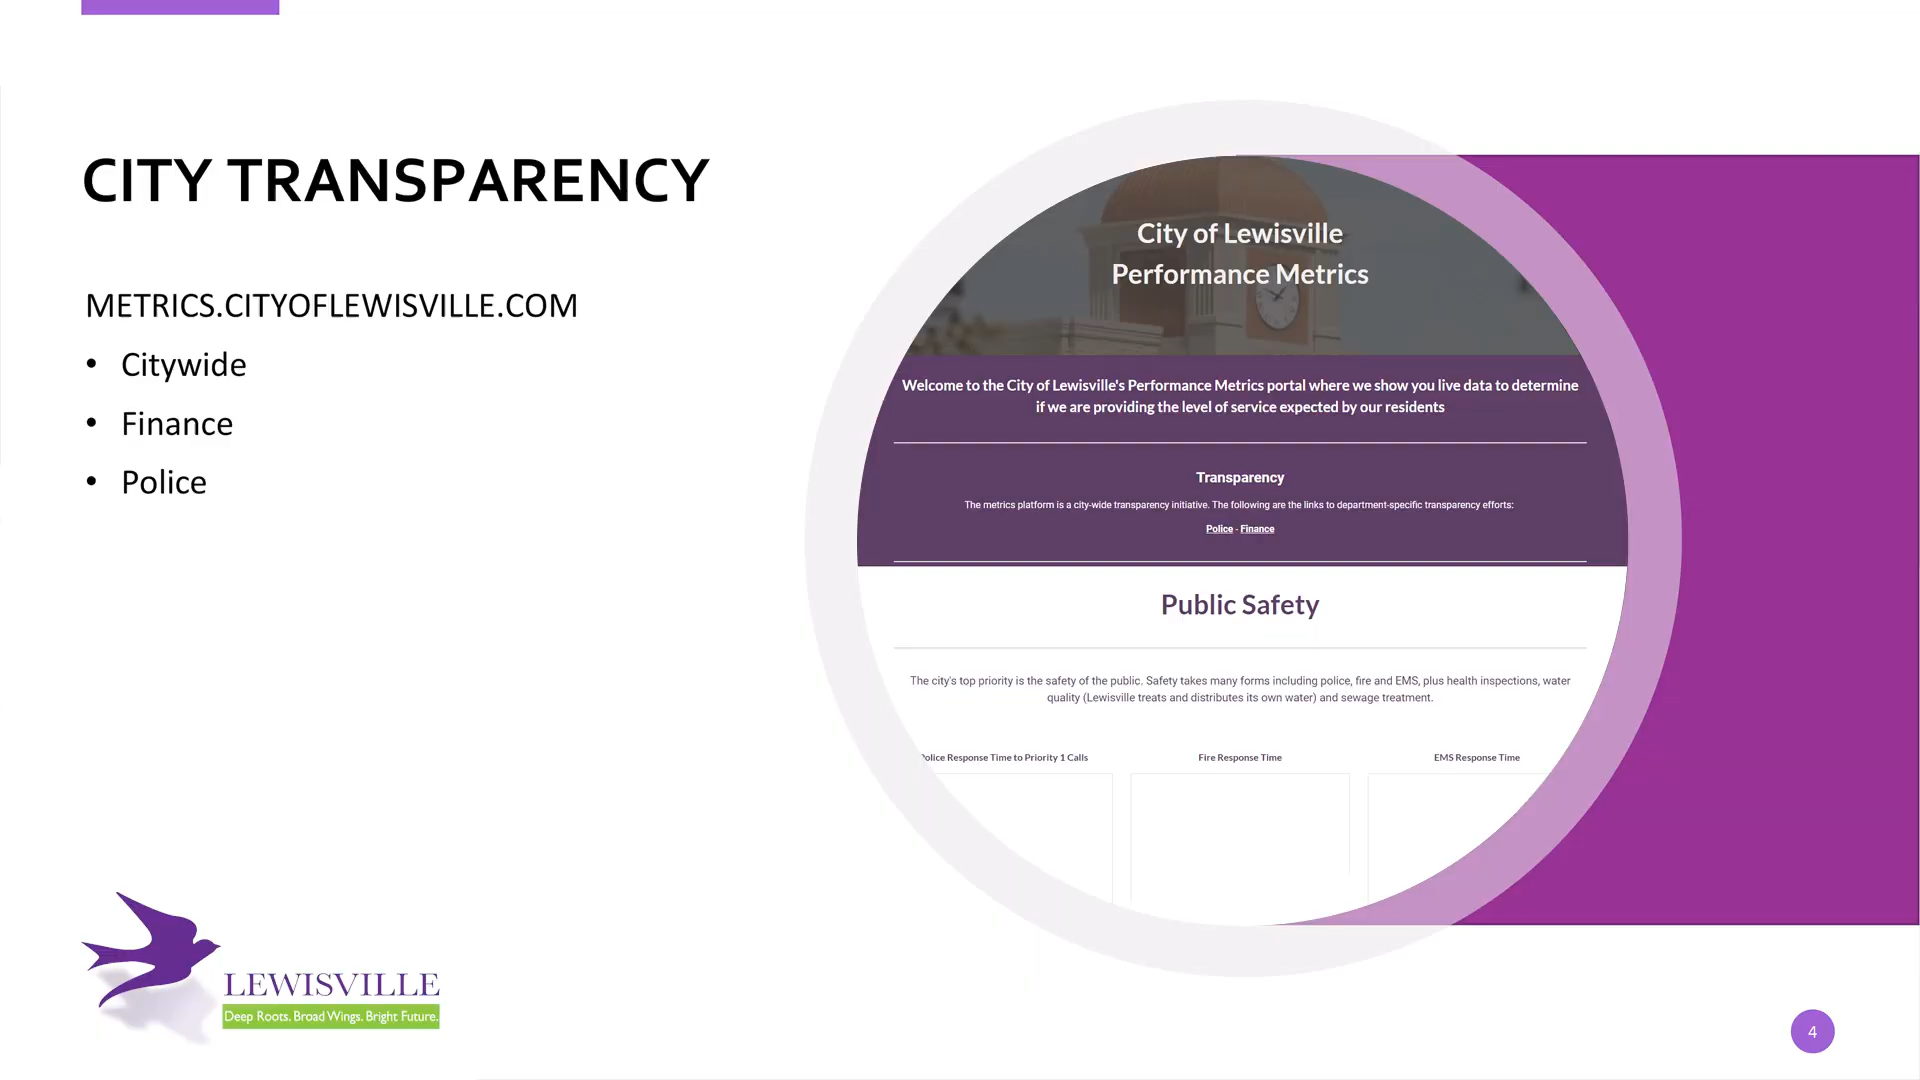 CITY TRANSPARENCY
METRICS.CITYOFLEWISVILLE.COM
• Citywide
• Finance
• Police
City of Lewisville
Performance Metrics
Welcome to the City of Lewisville's Performance Metrics portal where we show you live data to determine
if we are providing the level of service expected by our residents
Transparency
The metrics platform is a city-wide transparency initiative. The following are the links to department-specific transparency efforts:
Police - Finance
Public Safety
The city's top priority is the safety of the public. Safety takes many forms including police, fire and EMS, plus health inspections, water
quality (Lewisville treats and distributes its own water) and sewage treatment.
Police Response Time to Priority 1 Calls
Fire Response Time
EMS Response Time
LEWISVILLE
Deep Roots. Broad Wings. Bright Future.
4